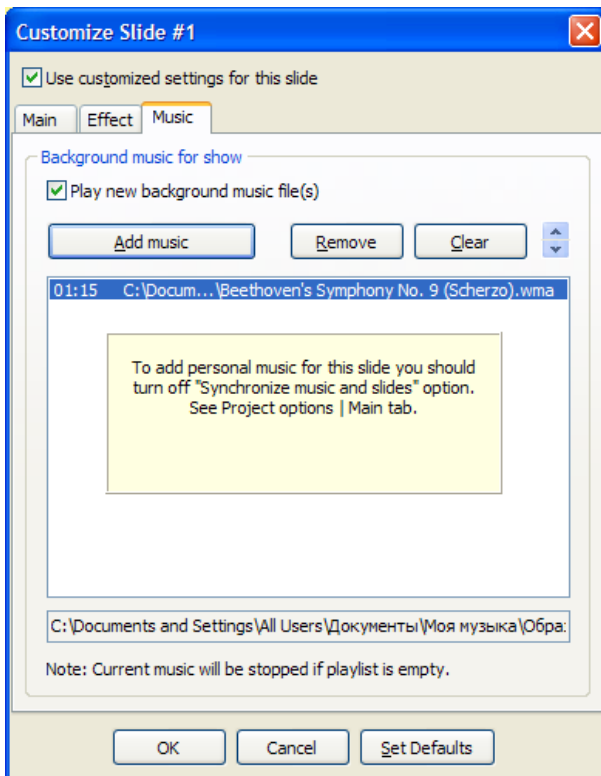 Customize Slide #1
Use customized settings for this slide
Main Effect Music
Background music for show
Play new background music file(s)
Add music Remove Clear
01:15 C:\Docum...\Beethoven's Symphony No. 9 (Scherzo).wma
To add personal music for this slide you should
turn off "Synchronize music and slides" option.
See Project options | Main tab.
C:\Documents and Settings\All Users\Документы\Моя музыка\Обра
Note: Current music will be stopped if playlist is empty.
OK Cancel Set Defaults